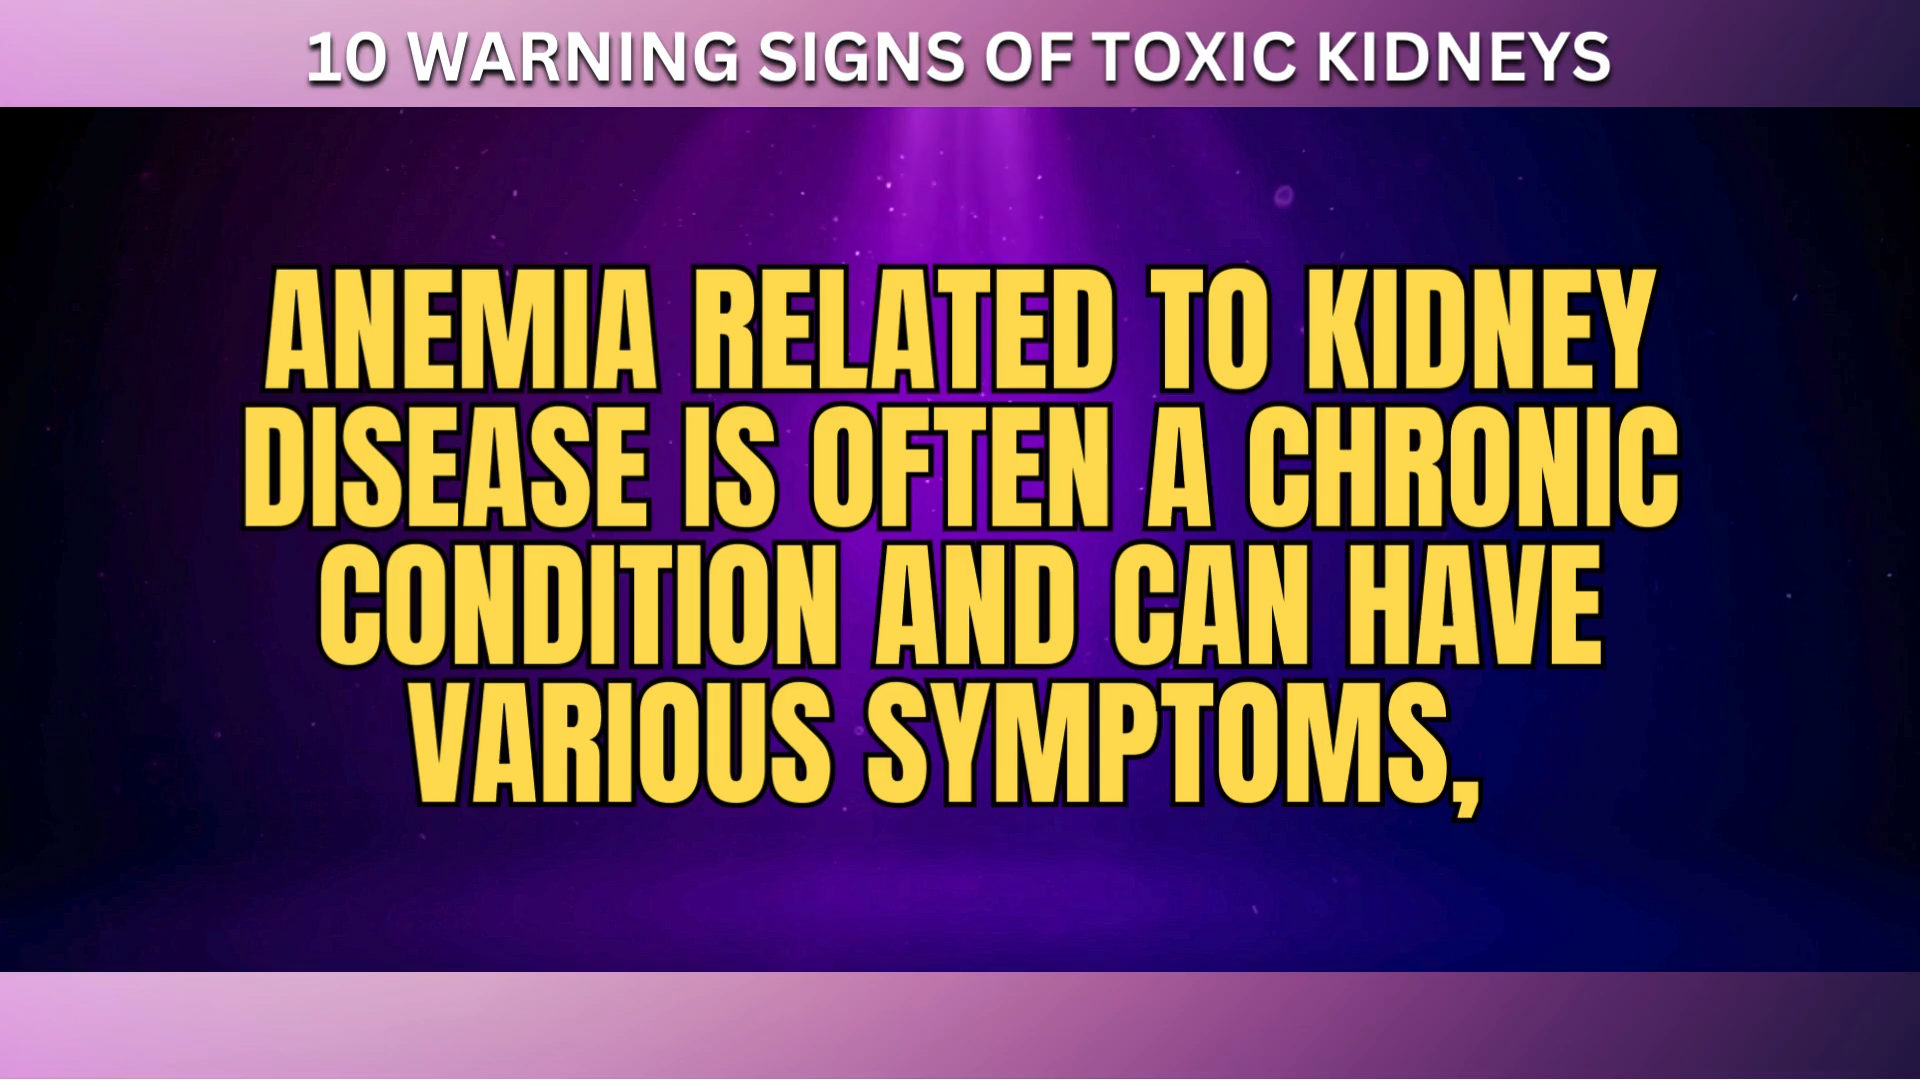 10 WARNING SIGNS OF TOXIC KIDNEYS
ANEMIA RELATED TO KIDNEY
DISEASE IS OFTEN A CHRONIC
CONDITION AND CAN HAVE
VARIOUS SYMPTOMS,